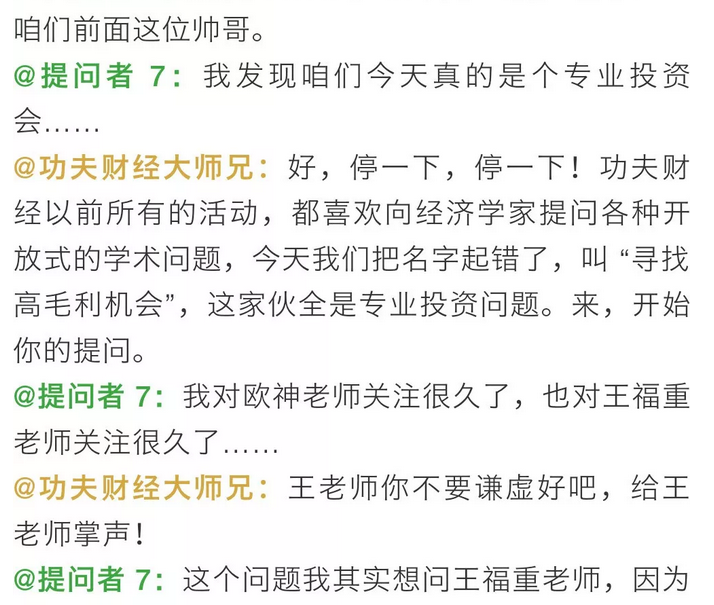 咱们前面这位帅哥。
@提问者 7：我发现咱们今天真的是个专业投资
会……
@功夫财经大师兄：好，停一下，停一下！功夫财
经以前所有的活动，都喜欢向经济学家提问各种开
放式的学术问题，今天我们把名字起错了，叫 “寻找
高毛利机会”，这家伙全是专业投资问题。来，开始
你的提问。
@提问者 7：我对欧神老师关注很久了，也对王福重
老师关注很久了……
@功夫财经大师兄：王老师你不要谦虚好吧，给王
老师掌声！
@提问者 7：这个问题我其实想问王福重老师，因为